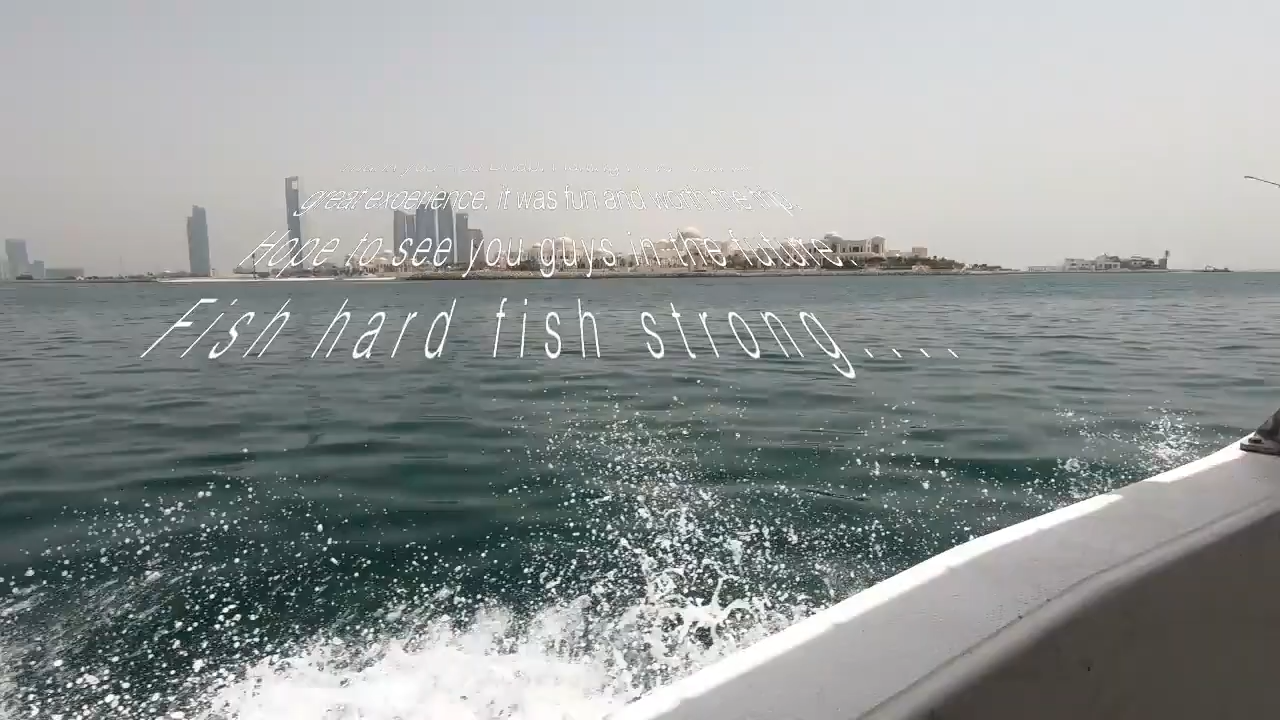 great experience. it was fun and worth the trip.
Hope to see you guys in the future..
Fish hard fish strong....